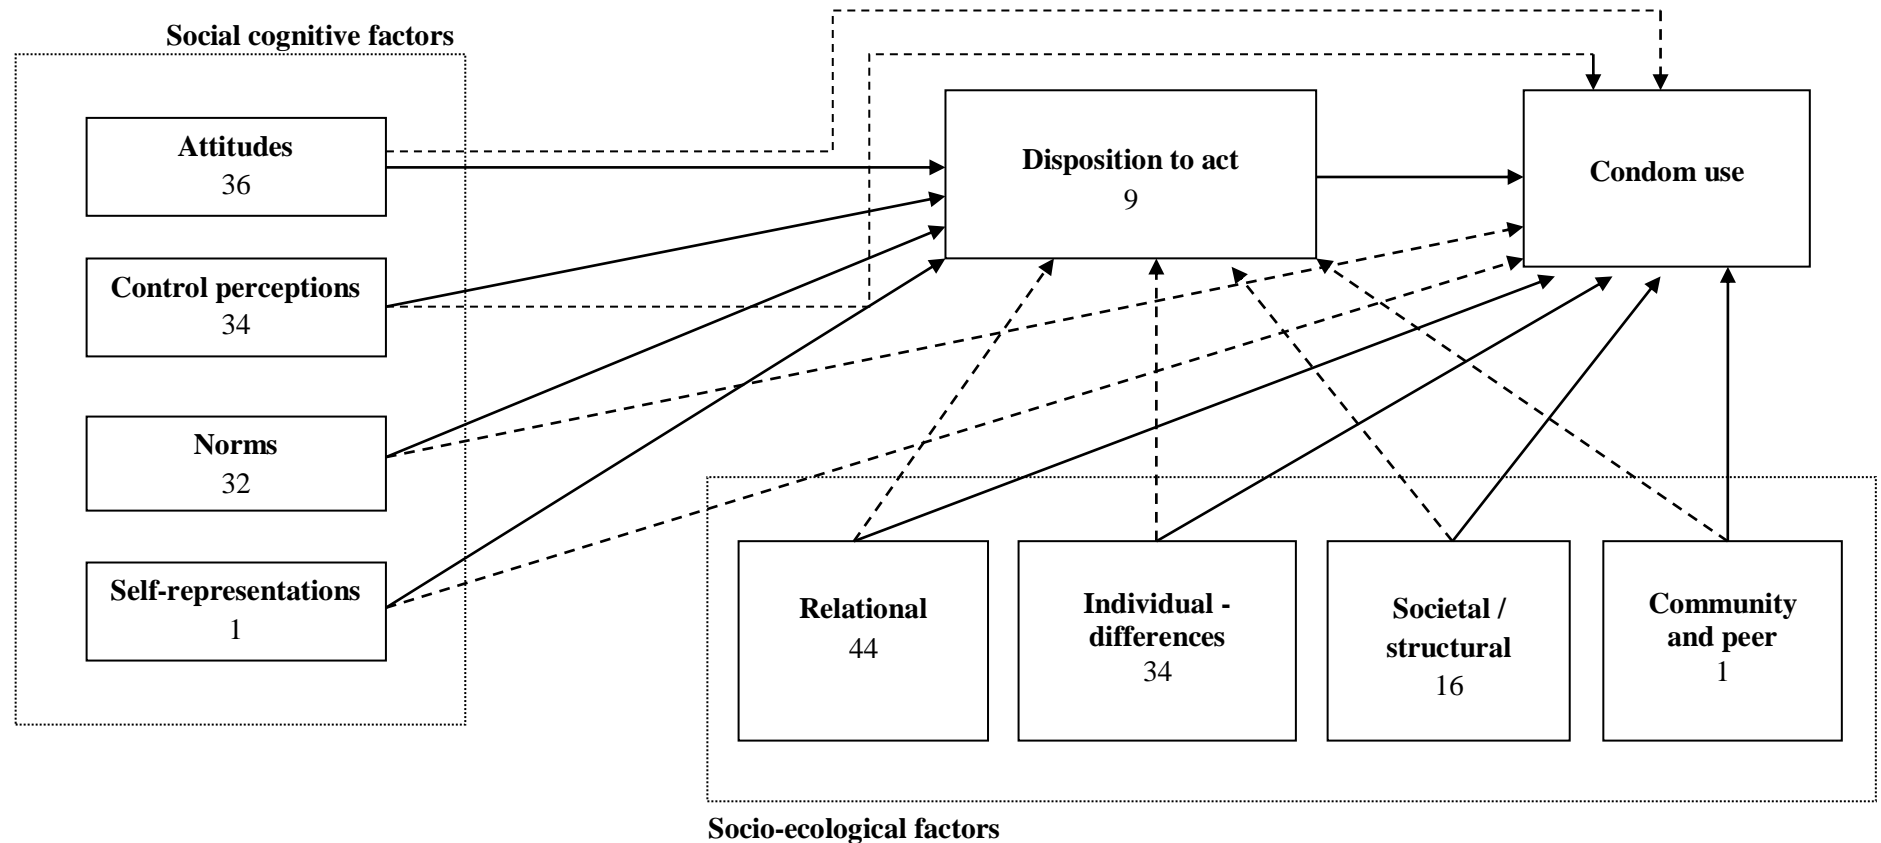 Social cognitive factors
Attitudes
36
Control perceptions
34
Norms
32
Self-representations
1
Disposition to act
9
Condom use
Relational
44
Individual -
differences
34
Societal /
structural
16
Community
and peer
1
Socio-ecological factors